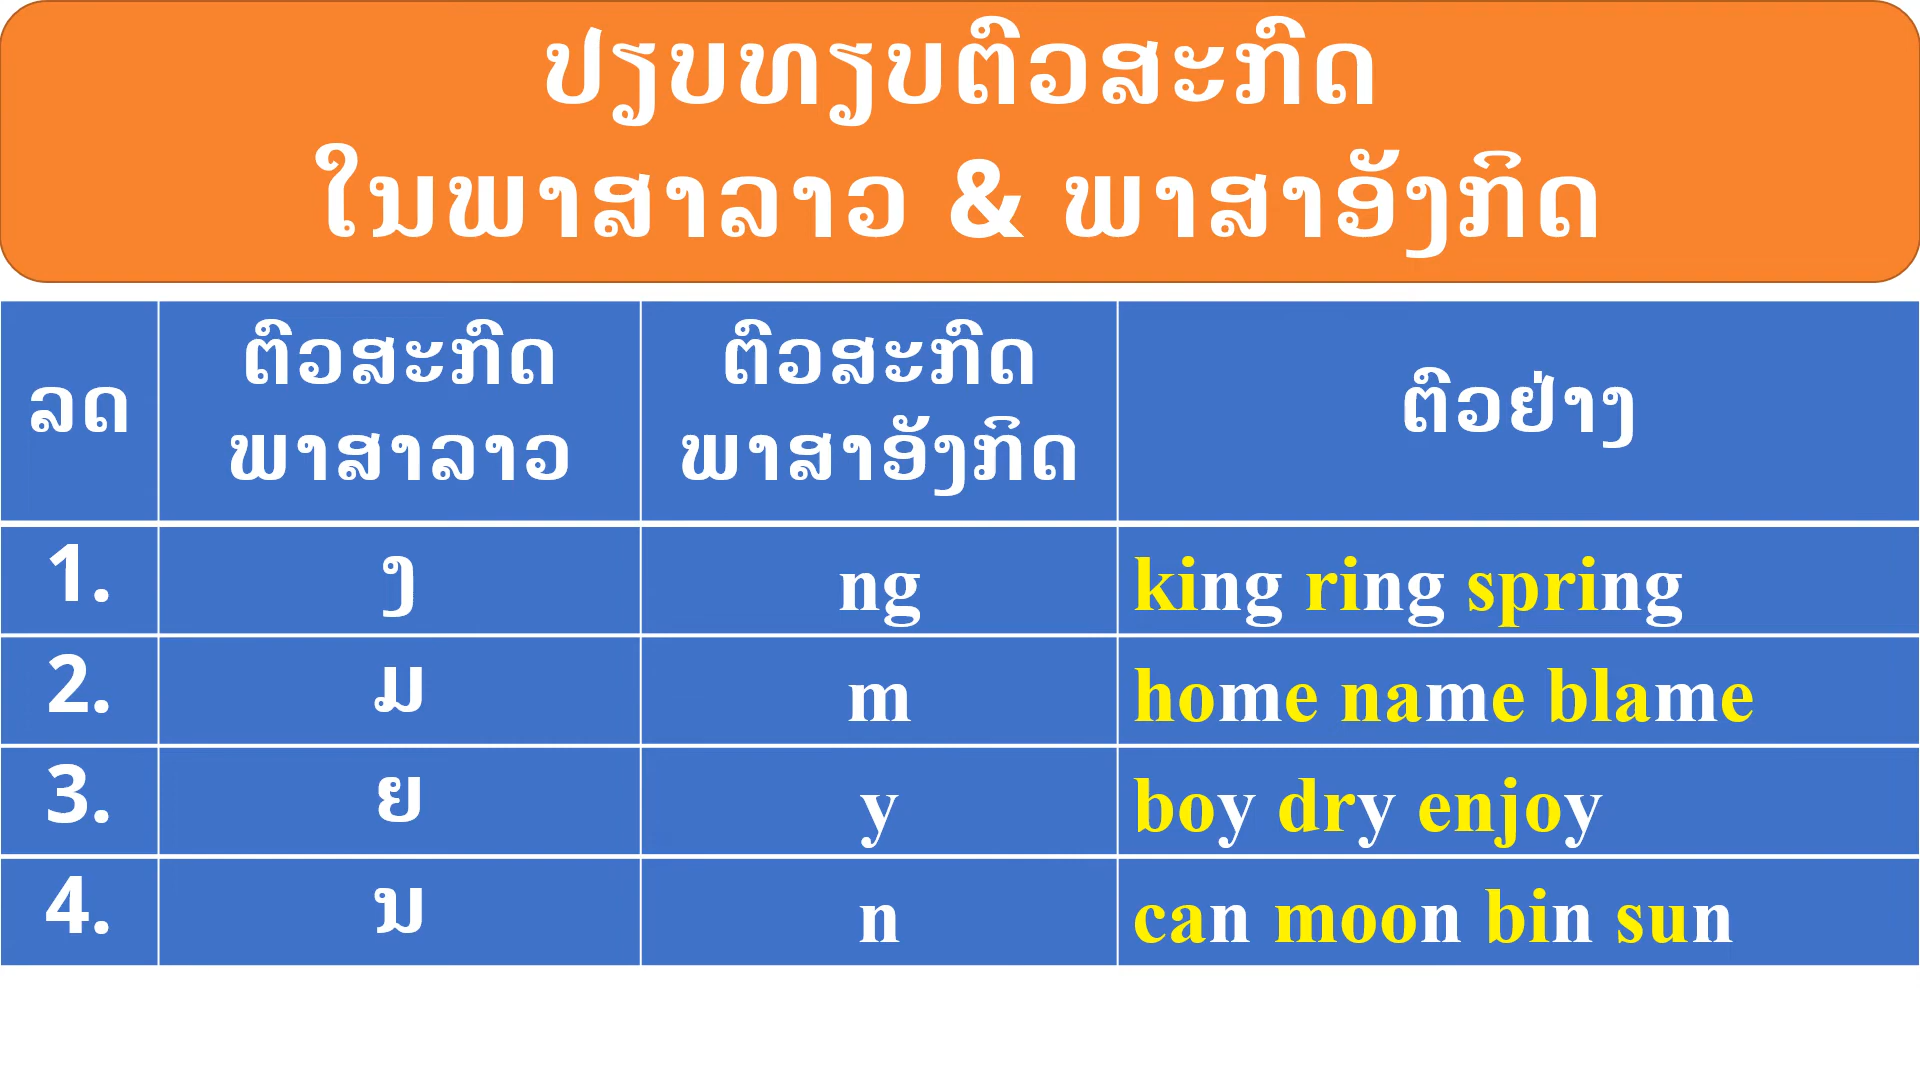 ປຽບທຽບຕົວສະກົດ
ໃນພາສາລາວ & ພາສາອັງກິດ
ລດ ຕົວສະກົດ ພາສາລາວ ຕົວສະກົດ ພາສາອັງກິດ ຕົວຢ່າງ
1. ງ ng king ring spring
2. ມ m home name blame
3. ຍ y boy dry enjoy
4. ນ n can moon bin sun